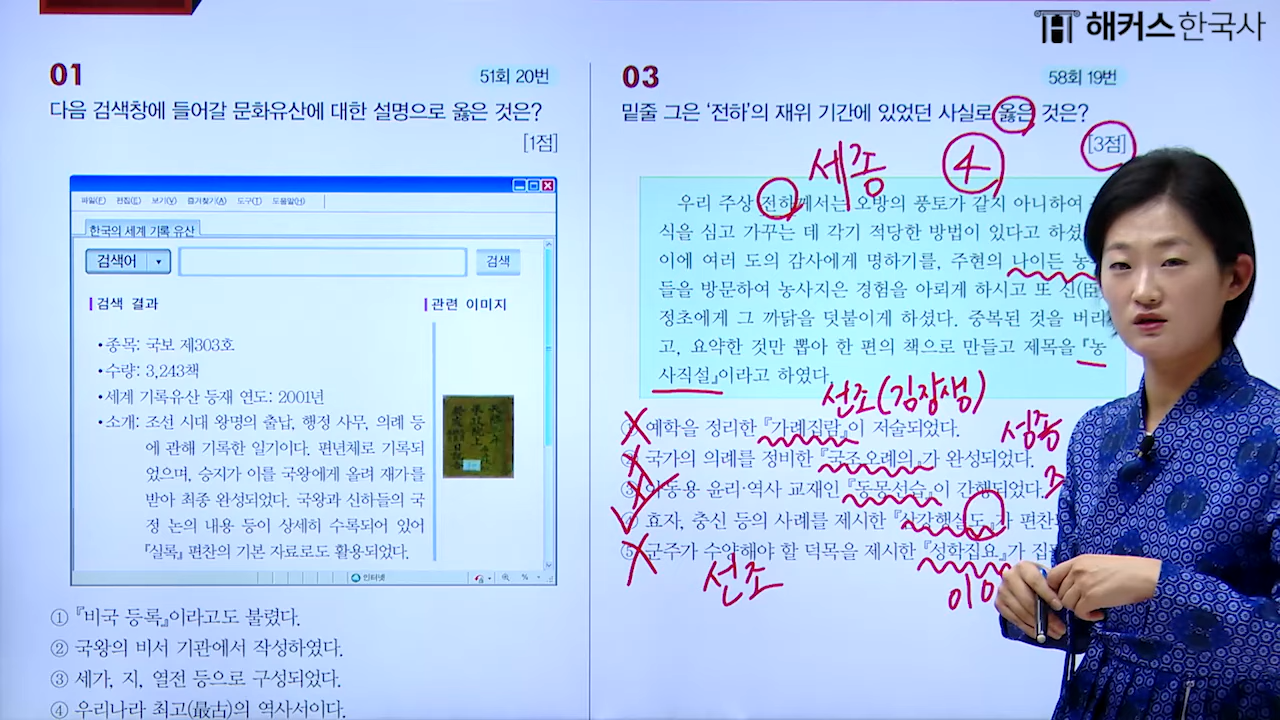 해커스한국사
01
51회 20번
다음 검색창에 들어갈 문화유산에 대한 설명으로 옳은 것은?
[1점]
파일(F) 편집(E) 보기(V) 즐겨찾기(A) 도구(T) 도움말(H)
한국의 세계 기록 유산
검색어
검색
검색 결과
관련 이미지
•종목: 국보 제303호
•수량: 3,243책
•세계 기록유산 등재 연도: 2001년
•소개: 조선 시대 왕명의 출납, 행정 사무, 의례 등
에 관해 기록한 일기이다. 편년체로 기록되
었으며, 승지가 이를 국왕에게 올려 재가를
받아 최종 완성되었다. 국왕과 신하들의 국
정 논의 내용 등이 상세히 수록되어 있어
『실록』 편찬의 기본 자료로도 활용되었다.
인터넷
%
① 『비국 등록』이라고도 불렸다.
② 국왕의 비서 기관에서 작성하였다.
③ 세가, 지, 열전 등으로 구성되었다.
④ 우리나라 최고(最古)의 역사서이다.
03
58회 19번
밑줄 그은 ‘전하’의 재위 기간에 있었던 사실로 옳은 것은?
[3점]
세종
4
우리 주상 전하께서는 오방의 풍토가 같지 아니하여
식을 심고 가꾸는 데 각기 적당한 방법이 있다고 하셨
이에 여러 도의 감사에게 명하기를, 주현의 나이든 농
들을 방문하여 농사지은 경험을 아뢰게 하시고 또 신(臣)
정초에게 그 까닭을 덧붙이게 하셨다. 중복된 것을 버리
고, 요약한 것만 뽑아 한 편의 책으로 만들고 제목을 『농
사직설』이라고 하였다.
선조(김장생)
① 예학을 정리한 『가례집람』이 저술되었다.
성종
② 국가의 의례를 정비한 『국조오례의』가 완성되었다.
③ 아동용 윤리·역사 교재인 『동몽선습』이 간행되었다.
④ 효자, 충신 등의 사례를 제시한 『삼강행실도』가 편찬
⑤ 군주가 수양해야 할 덕목을 제시한 『성학집요』가 집
선조